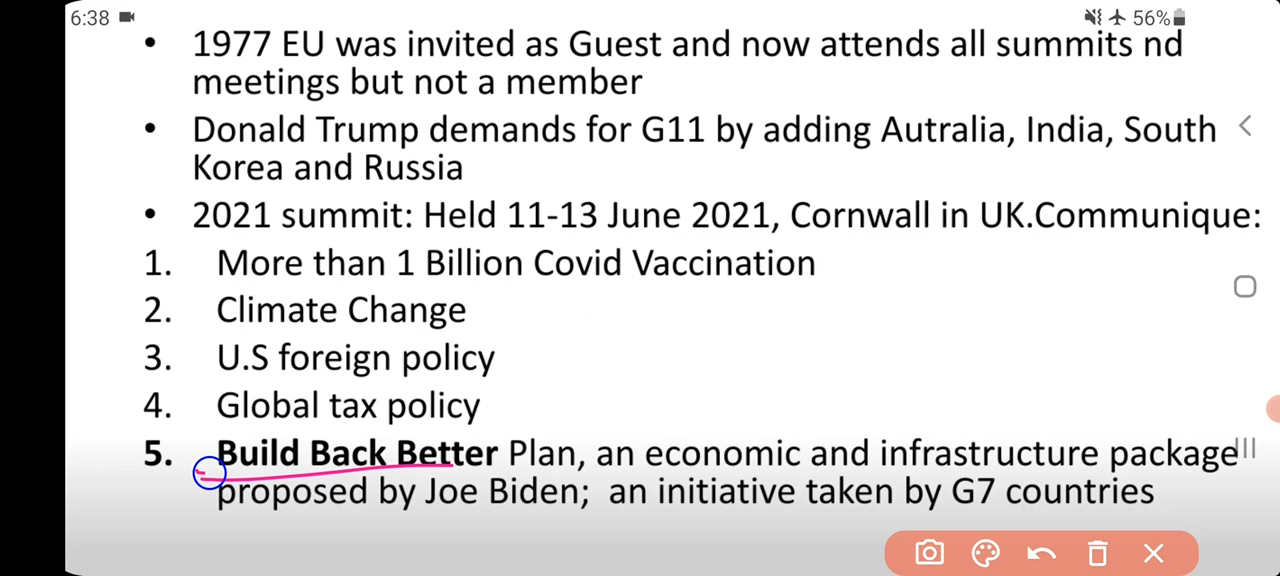 6:38 56%
• 1977 EU was invited as Guest and now attends all summits nd
meetings but not a member
• Donald Trump demands for G11 by adding Autralia, India, South
Korea and Russia
• 2021 summit: Held 11-13 June 2021, Cornwall in UK.Communique:
1. More than 1 Billion Covid Vaccination
2. Climate Change
3. U.S foreign policy
4. Global tax policy
5. Build Back Better Plan, an economic and infrastructure package
proposed by Joe Biden; an initiative taken by G7 countries